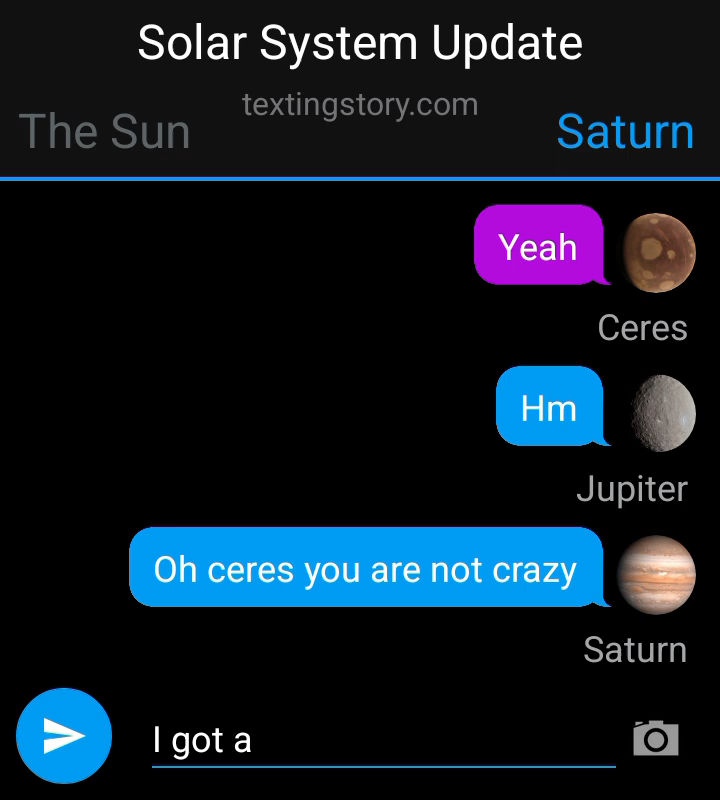 Solar System Update
textingstory.com
The Sun
Saturn
Yeah
Ceres
Hm
Jupiter
Oh ceres you are not crazy
Saturn
I got a